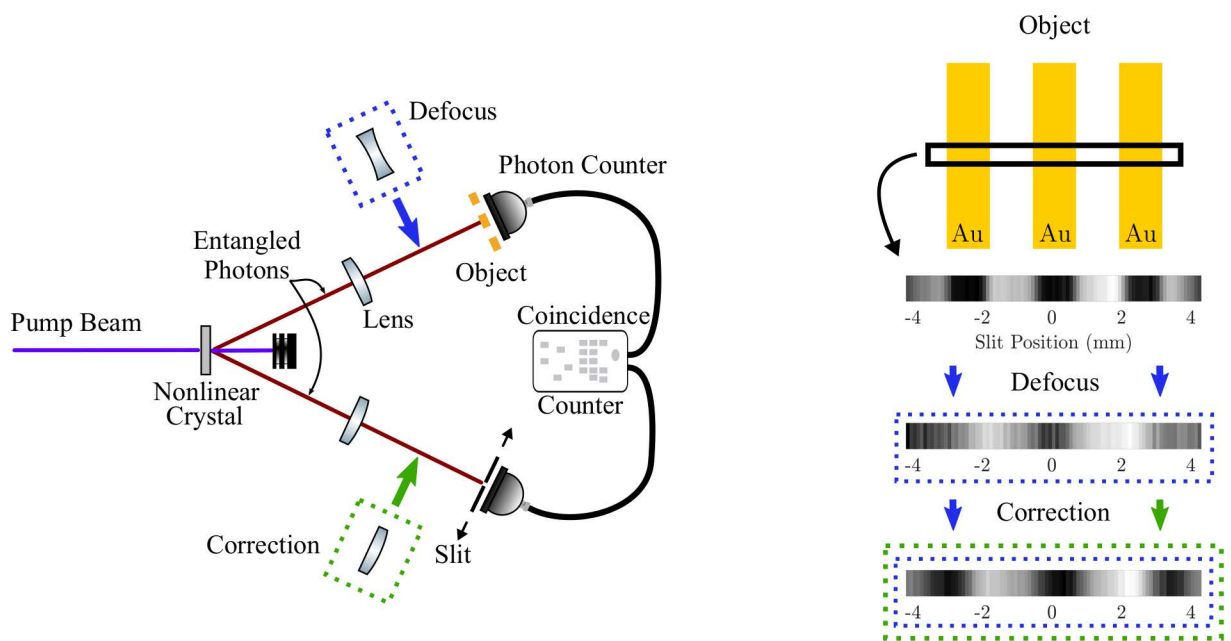 Defocus
Photon Counter
Entangled
Photons
Object
Lens
Pump Beam
Coincidence
Counter
Nonlinear
Crystal
Correction
Slit
Object
Au Au Au
-4 -2 0 2 4
Slit Position (mm)
Defocus
-4 -2 0 2 4
Correction
-4 -2 0 2 4